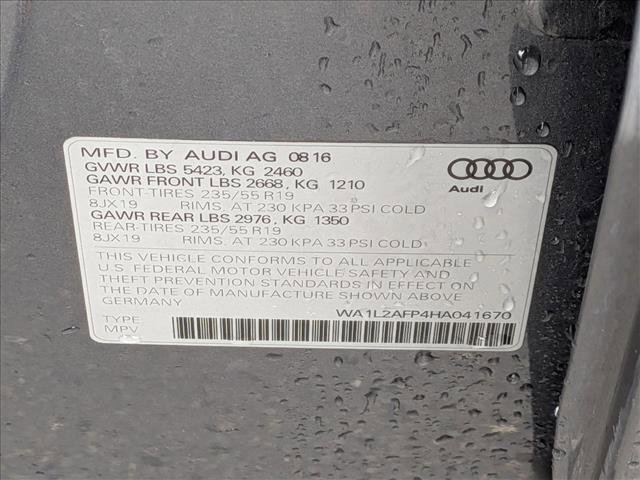 MFD. BY AUDI AG 08 16
GVWR LBS 5423, KG 2460
GAWR FRONT LBS 2668, KG 1210
FRONT-TIRES 235/55 R19
8JX19 RIMS, AT 230 KPA 33 PSI COLD
GAWR REAR LBS 2976, KG 1350
REAR-TIRES 235/55 R19
8JX19 RIMS, AT 230 KPA 33 PSI COLD
Audi
THIS VEHICLE CONFORMS TO ALL APPLICABLE
U.S. FEDERAL MOTOR VEHICLE SAFETY AND
THEFT PREVENTION STANDARDS IN EFFECT ON
THE DATE OF MANUFACTURE SHOWN ABOVE
GERMANY WA1L2AFP4HA041670
TYPE
MPV